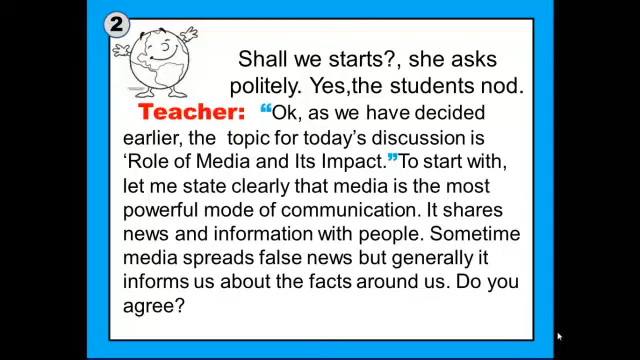 2
Shall we starts?, she asks
politely. Yes,the students nod.
Teacher: “Ok, as we have decided
earlier, the topic for today’s discussion is
‘Role of Media and Its Impact.”To start with,
let me state clearly that media is the most
powerful mode of communication. It shares
news and information with people. Sometime
media spreads false news but generally it
informs us about the facts around us. Do you
agree?